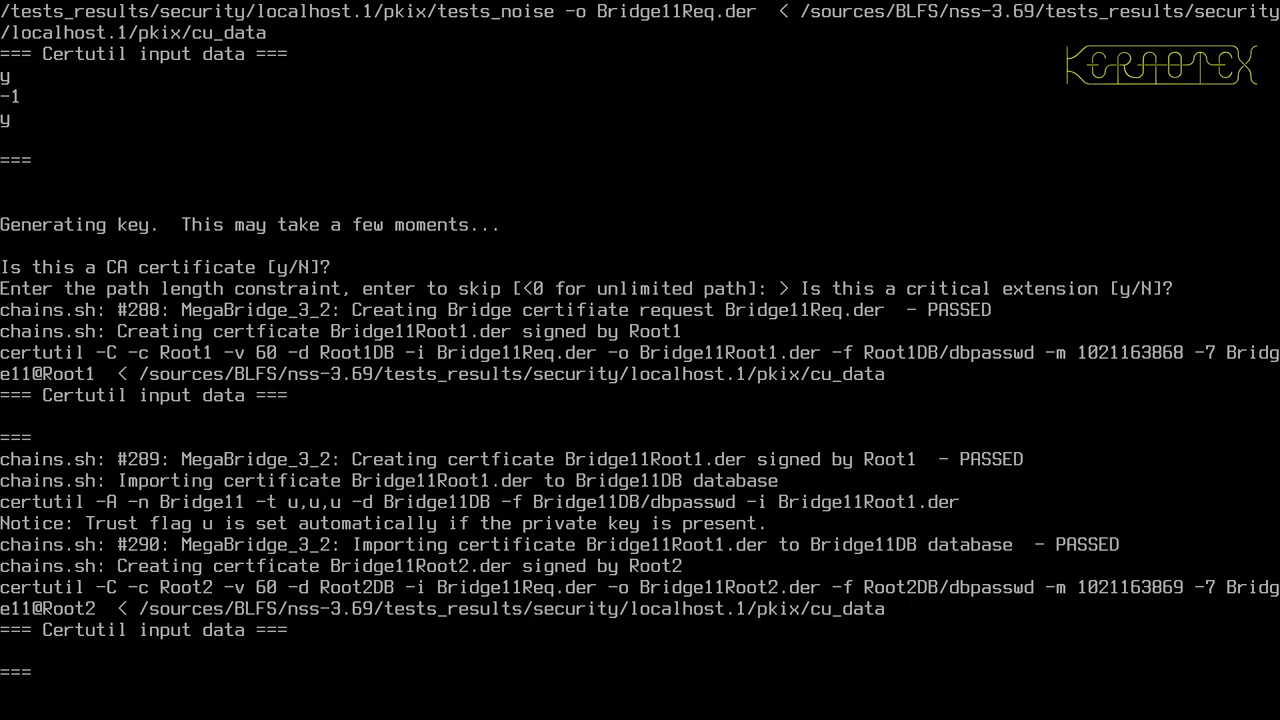 /tests_results/security/localhost.1/pkix/tests_noise -o Bridge11Req.der  < /sources/BLFS/nss-3.69/tests_results/security
/localhost.1/pkix/cu_data
=== Certutil input data ===
y
-1
y
===
Generating key.  This may take a few moments...
Is this a CA certificate [y/N]?
Enter the path length constraint, enter to skip [<0 for unlimited path]: > Is this a critical extension [y/N]?
chains.sh: #288: MegaBridge_3_2: Creating Bridge certifiate request Bridge11Req.der  - PASSED
chains.sh: Creating certficate Bridge11Root1.der signed by Root1
certutil -C -c Root1 -v 60 -d Root1DB -i Bridge11Req.der -o Bridge11Root1.der -f Root1DB/dbpasswd -m 1021163868 -7 Bridg
e11@Root1  < /sources/BLFS/nss-3.69/tests_results/security/localhost.1/pkix/cu_data
=== Certutil input data ===
===
chains.sh: #289: MegaBridge_3_2: Creating certficate Bridge11Root1.der signed by Root1  - PASSED
chains.sh: Importing certificate Bridge11Root1.der to Bridge11DB database
certutil -A -n Bridge11 -t u,u,u -d Bridge11DB -f Bridge11DB/dbpasswd -i Bridge11Root1.der
Notice: Trust flag u is set automatically if the private key is present.
chains.sh: #290: MegaBridge_3_2: Importing certificate Bridge11Root1.der to Bridge11DB database  - PASSED
chains.sh: Creating certficate Bridge11Root2.der signed by Root2
certutil -C -c Root2 -v 60 -d Root2DB -i Bridge11Req.der -o Bridge11Root2.der -f Root2DB/dbpasswd -m 1021163869 -7 Bridg
e11@Root2  < /sources/BLFS/nss-3.69/tests_results/security/localhost.1/pkix/cu_data
=== Certutil input data ===
===